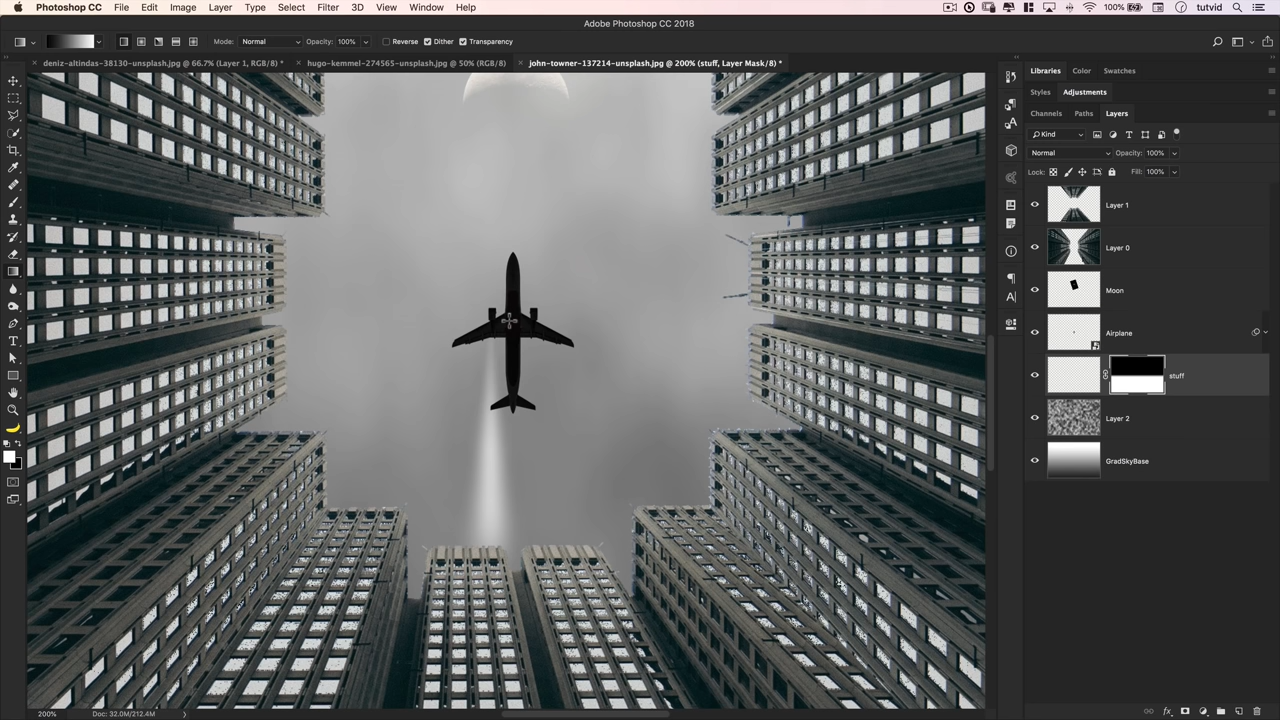 Photoshop CC File Edit Image Layer Type Select Filter 3D View Window Help 100% tutvid
Adobe Photoshop CC 2018
Mode: Normal Opacity: 100% Reverse Dither Transparency
deniz-altindas-38130-unsplash.jpg @ 66.7% (Layer 1, RGB/8) * hugo-kemmel-274565-unsplash.jpg @ 50% (RGB/8) john-towner-137214-unsplash.jpg @ 200% (stuff, Layer Mask/8) *
Libraries Color Swatches
Styles Adjustments
Channels Paths Layers
Kind
Normal Opacity: 100%
Lock: Fill: 100%
Layer 1
Layer 0
Moon
Airplane
stuff
Layer 2
GradSkyBase
200% Doc: 32.0M/212.4M